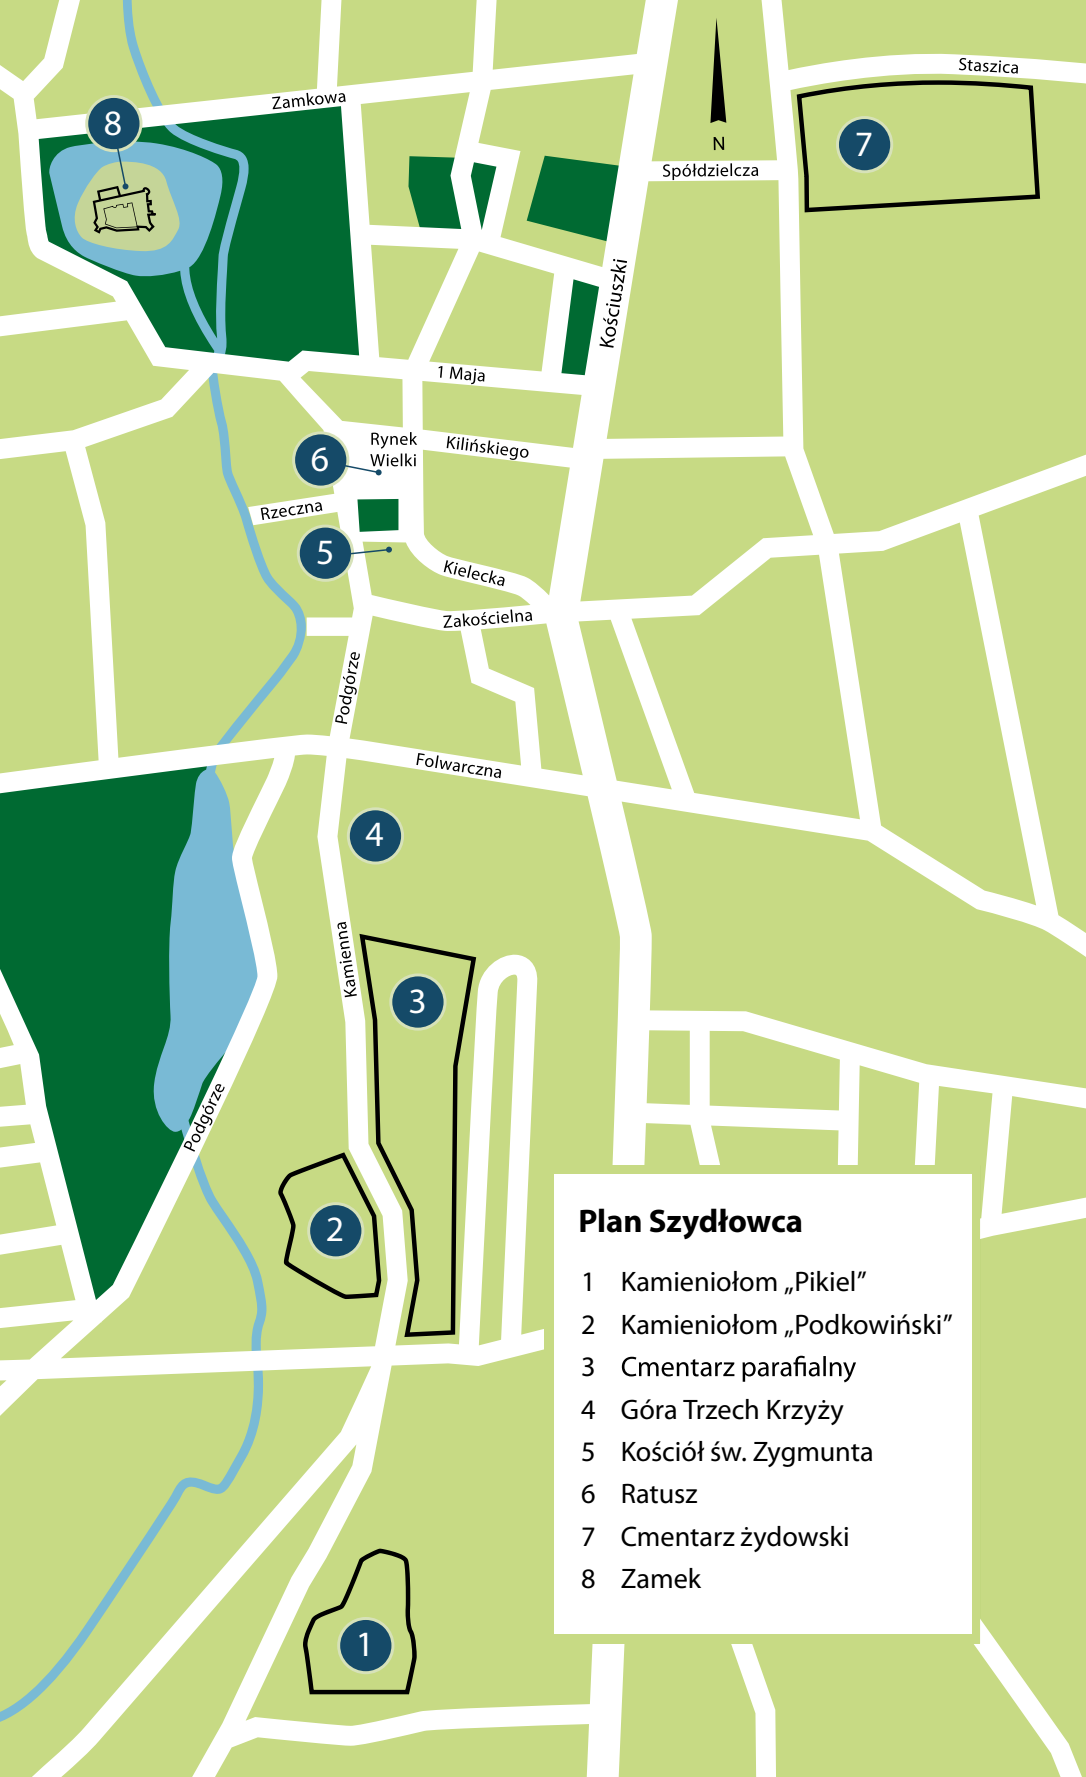 Staszica
Zamkowa
8
7
N
Spółdzielcza
Kościuszki
1 Maja
Rynek
Wielki
Kilińskiego
6
Rzeczna
5
Kielecka
Zakościelna
Podgórze
Folwarczna
4
Kamienna
3
Podgórze
2
Plan Szydłowca
1 Kamieniołom „Pikiel”
2 Kamieniołom „Podkowiński”
3 Cmentarz parafialny
4 Góra Trzech Krzyży
5 Kościół św. Zygmunta
6 Ratusz
7 Cmentarz żydowski
8 Zamek
1